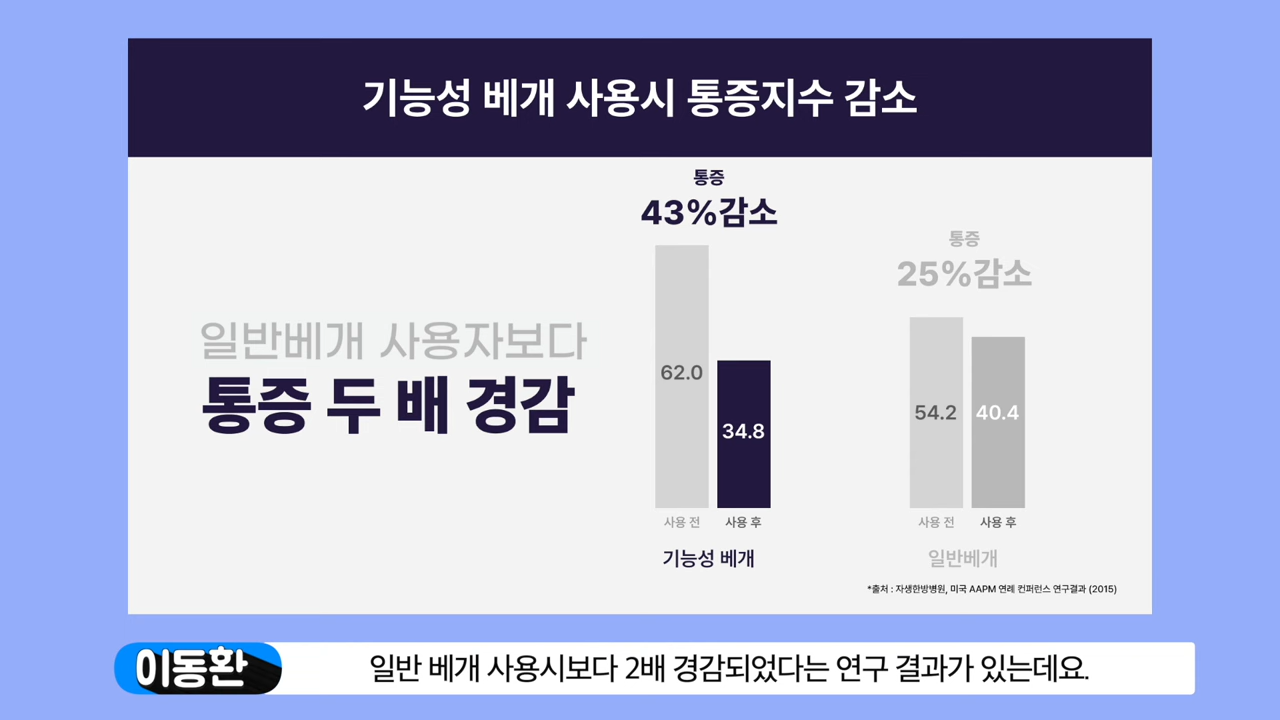 기능성 베개 사용시 통증지수 감소
통증
43%감소
통증
25%감소
일반베개 사용자보다
통증 두 배 경감
62.0
34.8
54.2
40.4
사용 전
사용 후
사용 전
사용 후
기능성 베개
일반베개
*출처 : 자생한방병원, 미국 AAPM 연례 컨퍼런스 연구결과 (2015)
이동환
일반 베개 사용시보다 2배 경감되었다는 연구 결과가 있는데요.